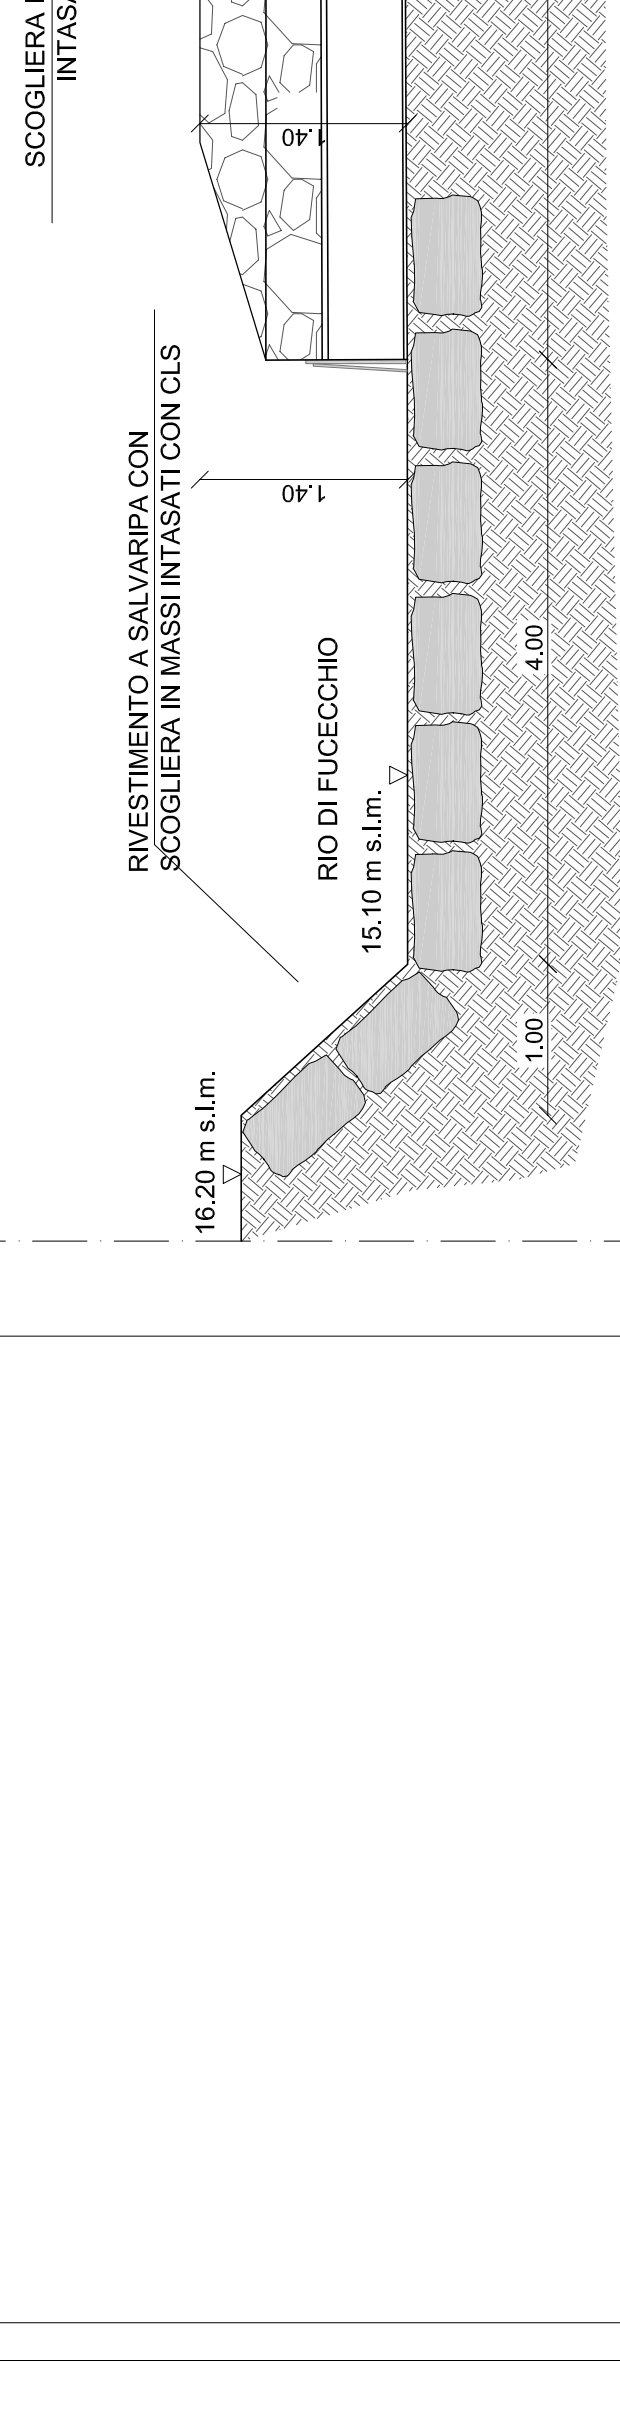 SCOGLIERA
INTASA
1.40
RIVESTIMENTO A SALVARIPA CON
SCOGLIERA IN MASSI INTASATI CON CLS
1.40
RIO DI FUCECCHIO
15.10 m s.l.m.
4.00
1.00
16.20 m s.l.m.